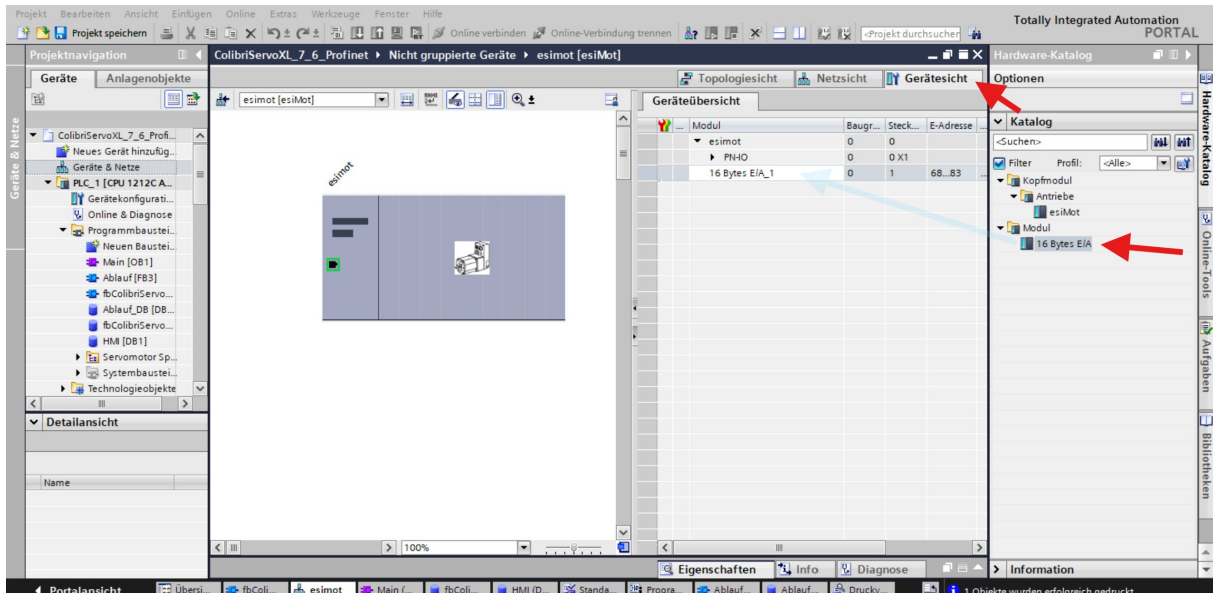 Projekt Bearbeiten Ansicht Einfügen Online Extras Werkzeuge Fenster Hilfe
Totally Integrated Automation
PORTAL
Projekt speichern
Online verbinden
Online-Verbindung trennen
<Projekt durchsuchen
Projektnavigation
ColibriServoXL_7_6_Profinet
Nicht gruppierte Geräte
esimot [esiMot]
Hardware-Katalog
Geräte
Anlagenobjekte
Topologiesicht
Netzsicht
Gerätesicht
Optionen
esimot [esiMot]
Geräteübersicht
Geräte & Netze
ColibriServoXL_7_6_Profi...
Neues Gerät hinzufüg...
Geräte & Netze
PLC_1 [CPU 1212C A...
Gerätekonfigurati...
Online & Diagnose
Programmbaustei...
Neuen Baustei...
Main [OB1]
Ablauf [FB3]
fbColibriServo...
Ablauf_DB [DB...
fbColibriServo...
HMI [DB1]
Servomotor Sp...
Systembaustei...
Technologieobjekte
Detailansicht
Name
esimot
100%
... Modul Baugr... Steck... E-Adresse ...
esimot 0 0
PN-IO 0 0 X1
16 Bytes E/A_1 0 1 68...83 ...
Katalog
<Suchen>
Filter Profil: <Alle>
Kopfmodul
Antriebe
esiMot
Modul
16 Bytes E/A
Hardware-Katalog
Online-Tools
Aufgaben
Bibliotheken
Eigenschaften
Info
Diagnose
Information
Portalansicht
Übersi...
fbColi...
esimot
Main (...
fbColi...
HMI (D...
Standa...
Progra...
Ablauf...
Ablauf...
Drucky...
1 Objekte wurden erfolgreich gedruckt.